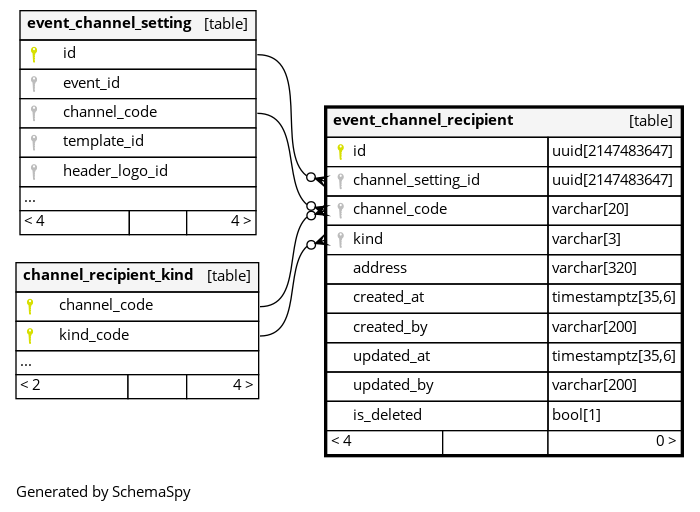 event_channel_setting [table]
id
event_id
channel_code
template_id
header_logo_id
...
< 4 4 >
channel_recipient_kind [table]
channel_code
kind_code
...
< 2 4 >
event_channel_recipient [table]
id uuid[2147483647]
channel_setting_id uuid[2147483647]
channel_code varchar[20]
kind varchar[3]
address varchar[320]
created_at timestamptz[35,6]
created_by varchar[200]
updated_at timestamptz[35,6]
updated_by varchar[200]
is_deleted bool[1]
< 4 0 >
Generated by SchemaSpy